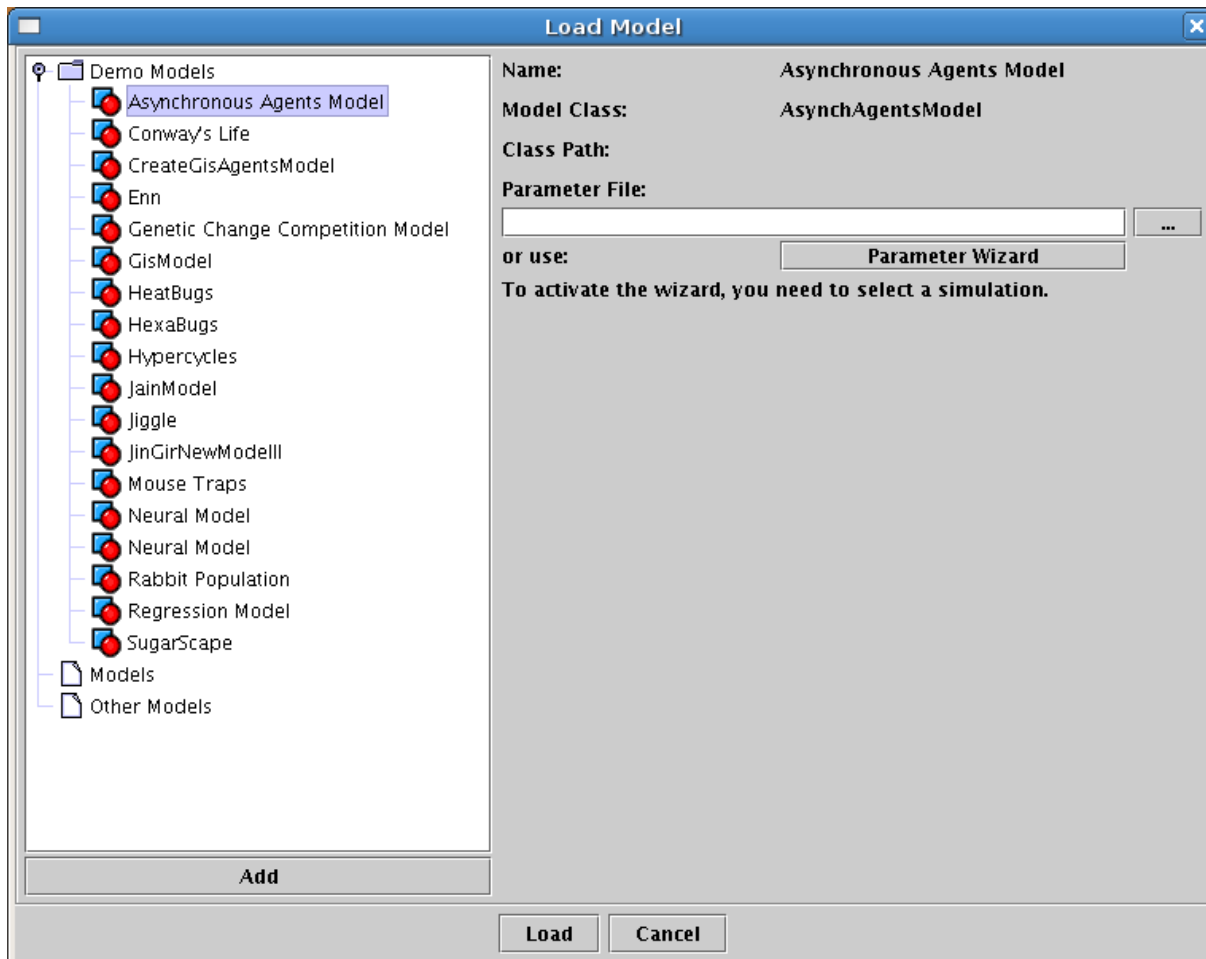 Load Model
Demo Models
Asynchronous Agents Model
Conway's Life
CreateGisAgentsModel
Enn
Genetic Change Competition Model
GisModel
HeatBugs
HexaBugs
Hypercycles
JainModel
Jiggle
JinGirNewModelII
Mouse Traps
Neural Model
Neural Model
Rabbit Population
Regression Model
SugarScape
Models
Other Models
Add
Name: Asynchronous Agents Model
Model Class: AsynchAgentsModel
Class Path:
Parameter File:
...
or use: Parameter Wizard
To activate the wizard, you need to select a simulation.
Load Cancel